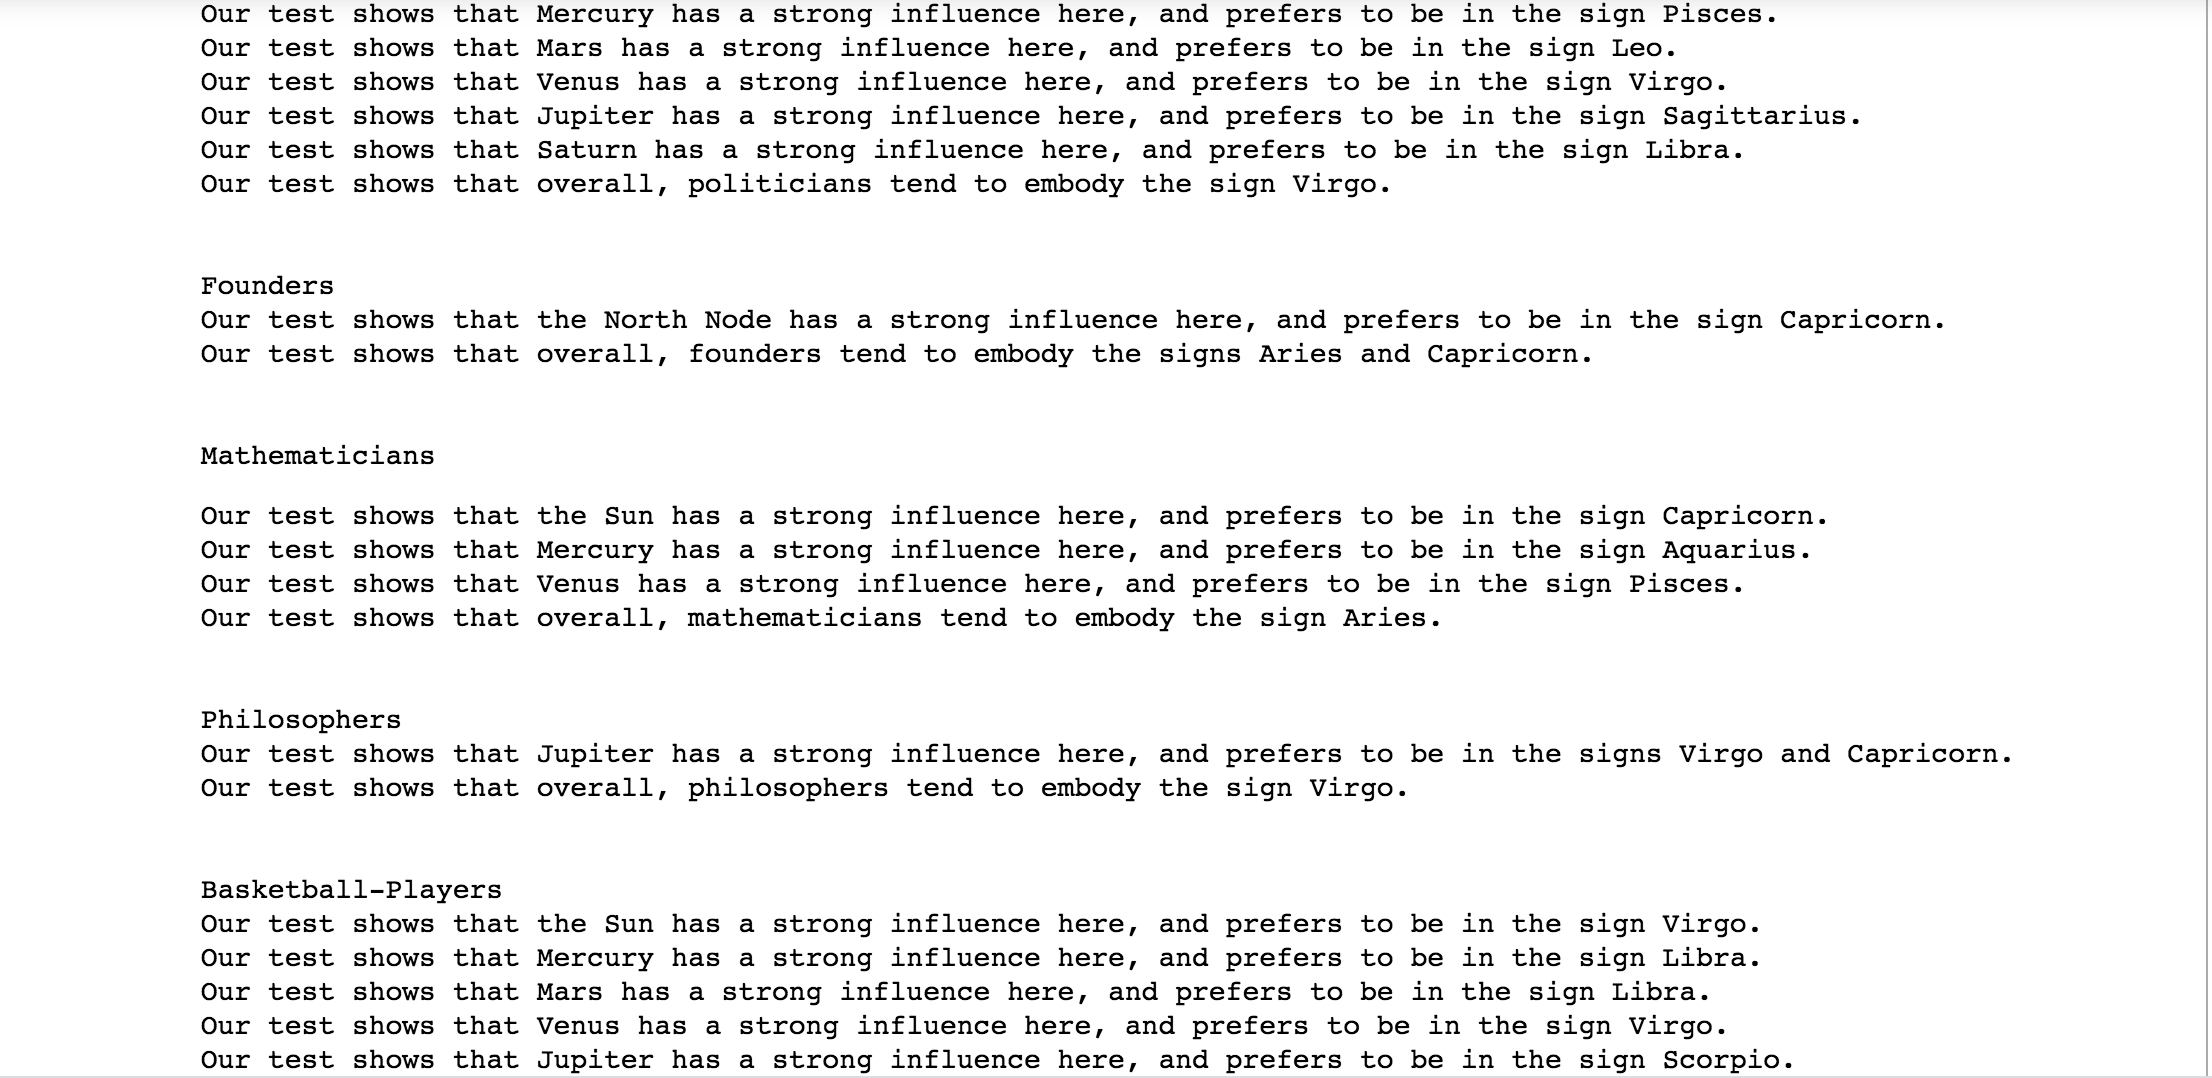 Our test shows that Mercury has a strong influence here, and prefers to be in the sign Pisces.
Our test shows that Mars has a strong influence here, and prefers to be in the sign Leo.
Our test shows that Venus has a strong influence here, and prefers to be in the sign Virgo.
Our test shows that Jupiter has a strong influence here, and prefers to be in the sign Sagittarius.
Our test shows that Saturn has a strong influence here, and prefers to be in the sign Libra.
Our test shows that overall, politicians tend to embody the sign Virgo.
Founders
Our test shows that the North Node has a strong influence here, and prefers to be in the sign Capricorn.
Our test shows that overall, founders tend to embody the signs Aries and Capricorn.
Mathematicians
Our test shows that the Sun has a strong influence here, and prefers to be in the sign Capricorn.
Our test shows that Mercury has a strong influence here, and prefers to be in the sign Aquarius.
Our test shows that Venus has a strong influence here, and prefers to be in the sign Pisces.
Our test shows that overall, mathematicians tend to embody the sign Aries.
Philosophers
Our test shows that Jupiter has a strong influence here, and prefers to be in the signs Virgo and Capricorn.
Our test shows that overall, philosophers tend to embody the sign Virgo.
Basketball-Players
Our test shows that the Sun has a strong influence here, and prefers to be in the sign Virgo.
Our test shows that Mercury has a strong influence here, and prefers to be in the sign Libra.
Our test shows that Mars has a strong influence here, and prefers to be in the sign Libra.
Our test shows that Venus has a strong influence here, and prefers to be in the sign Virgo.
Our test shows that Jupiter has a strong influence here, and prefers to be in the sign Scorpio.